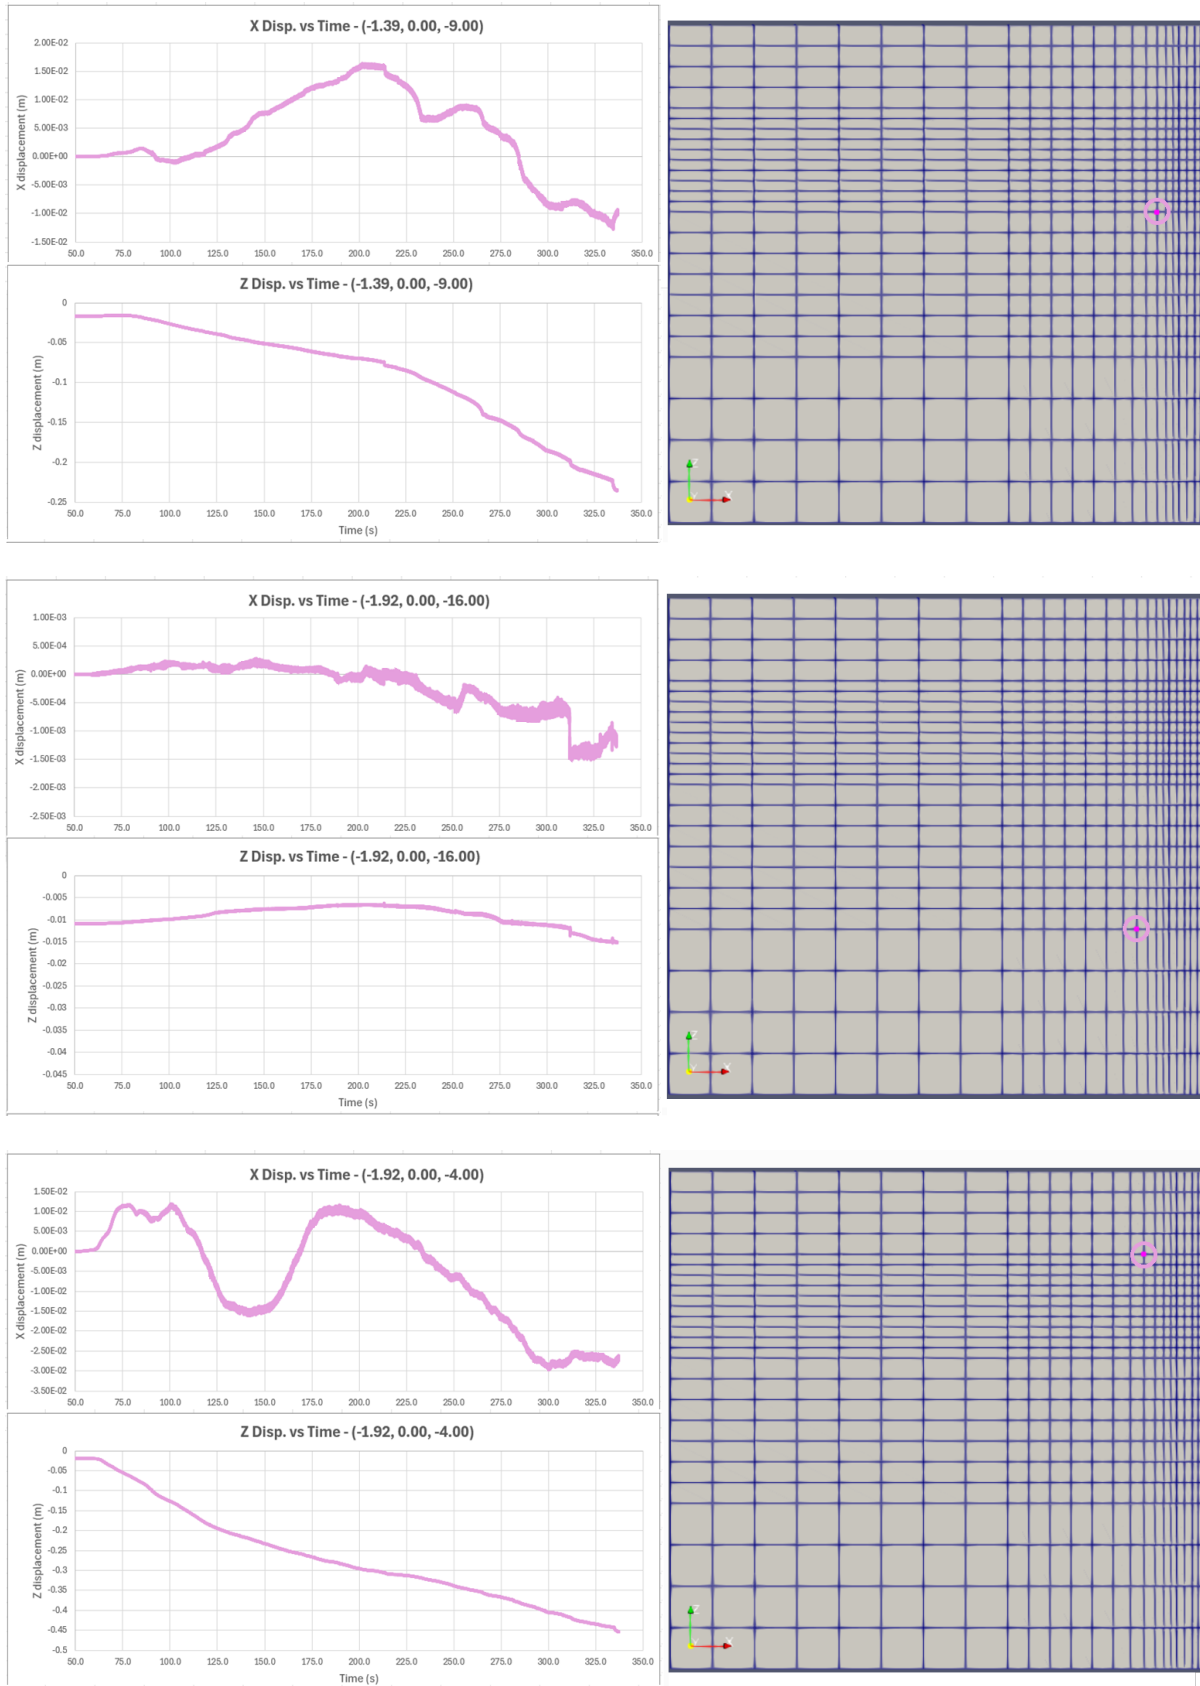 X Disp. vs Time - (-1.39, 0.00, -9.00)
X displacement (m)
2.00E-02
1.50E-02
1.00E-02
5.00E-03
0.00E+00
-5.00E-03
-1.00E-02
-1.50E-02
50.0 75.0 100.0 125.0 150.0 175.0 200.0 225.0 250.0 275.0 300.0 325.0 350.0
Z Disp. vs Time - (-1.39, 0.00, -9.00)
Z displacement (m)
0
-0.05
-0.1
-0.15
-0.2
-0.25
50.0 75.0 100.0 125.0 150.0 175.0 200.0 225.0 250.0 275.0 300.0 325.0 350.0
Time (s)
Z
X
X Disp. vs Time - (-1.92, 0.00, -16.00)
X displacement (m)
1.00E-03
5.00E-04
0.00E+00
-5.00E-04
-1.00E-03
-1.50E-03
-2.00E-03
-2.50E-03
50.0 75.0 100.0 125.0 150.0 175.0 200.0 225.0 250.0 275.0 300.0 325.0 350.0
Z Disp. vs Time - (-1.92, 0.00, -16.00)
Z displacement (m)
0
-0.005
-0.01
-0.015
-0.02
-0.025
-0.03
-0.035
-0.04
-0.045
50.0 75.0 100.0 125.0 150.0 175.0 200.0 225.0 250.0 275.0 300.0 325.0 350.0
Time (s)
Z
X
X Disp. vs Time - (-1.92, 0.00, -4.00)
X displacement (m)
1.50E-02
1.00E-02
5.00E-03
0.00E+00
-5.00E-03
-1.00E-02
-1.50E-02
-2.00E-02
-2.50E-02
-3.00E-02
-3.50E-02
50.0 75.0 100.0 125.0 150.0 175.0 200.0 225.0 250.0 275.0 300.0 325.0 350.0
Z Disp. vs Time - (-1.92, 0.00, -4.00)
Z displacement (m)
0
-0.05
-0.1
-0.15
-0.2
-0.25
-0.3
-0.35
-0.4
-0.45
-0.5
50.0 75.0 100.0 125.0 150.0 175.0 200.0 225.0 250.0 275.0 300.0 325.0 350.0
Time (s)
Z
X